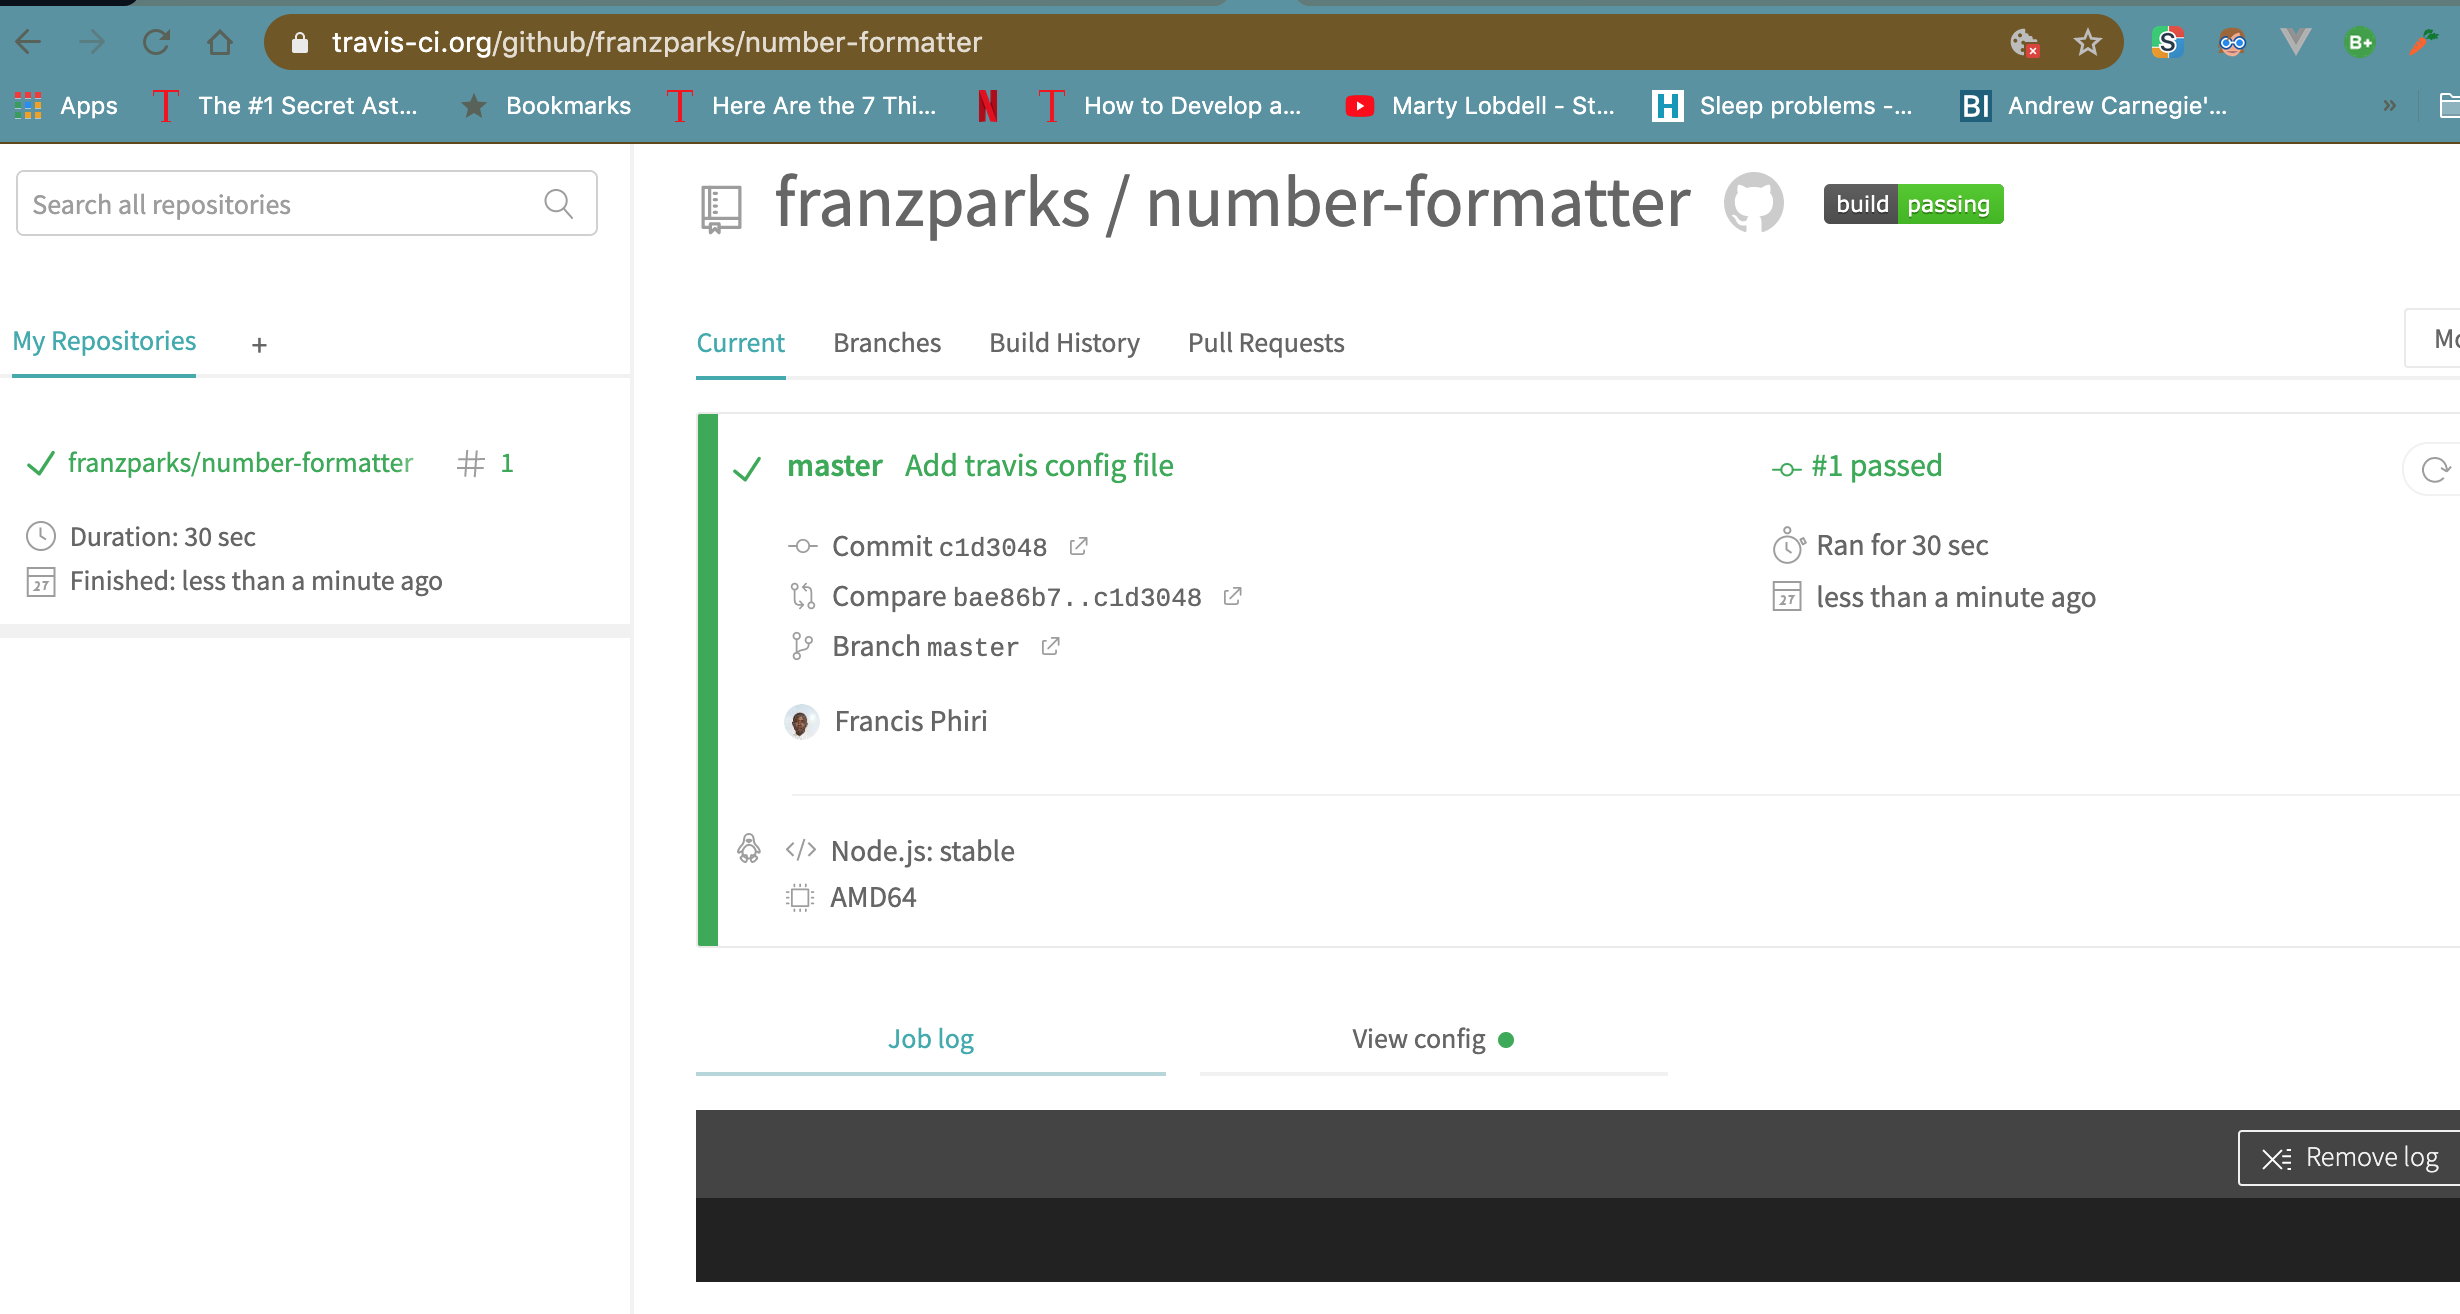 travis-ci.org/github/franzparks/number-formatter
Apps The #1 Secret Ast... Bookmarks Here Are the 7 Thi... How to Develop a... Marty Lobdell - St... Sleep problems -... Andrew Carnegie'... »
Search all repositories
franzparks / number-formatter build passing
My Repositories +
Current Branches Build History Pull Requests
franzparks/number-formatter # 1
Duration: 30 sec
Finished: less than a minute ago
master Add travis config file
#1 passed
Commit c1d3048
Compare bae86b7..c1d3048
Branch master
Ran for 30 sec
less than a minute ago
Francis Phiri
Node.js: stable
AMD64
Job log View config
Remove log